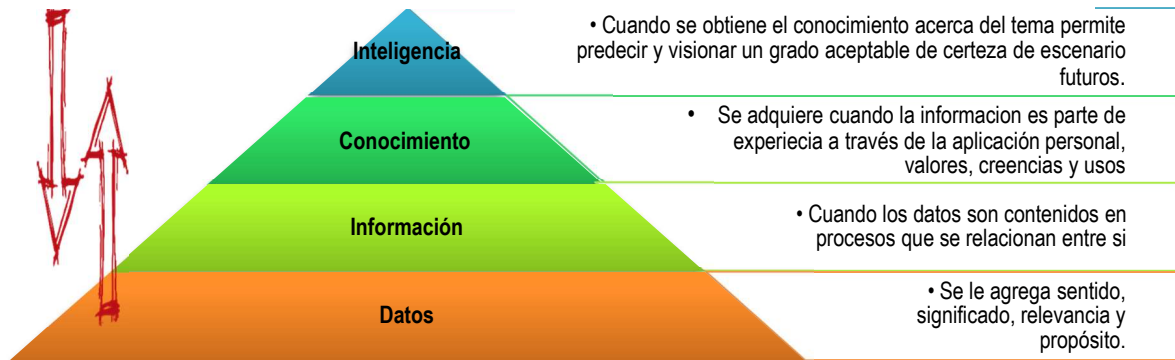 Inteligencia
• Cuando se obtiene el conocimiento acerca del tema permite
predecir y visionar un grado aceptable de certeza de escenario
futuros.
Conocimiento
• Se adquiere cuando la informacion es parte de
experiecia a través de la aplicación personal,
valores, creencias y usos
Información
• Cuando los datos son contenidos en
procesos que se relacionan entre si
Datos
• Se le agrega sentido,
significado, relevancia y
propósito.